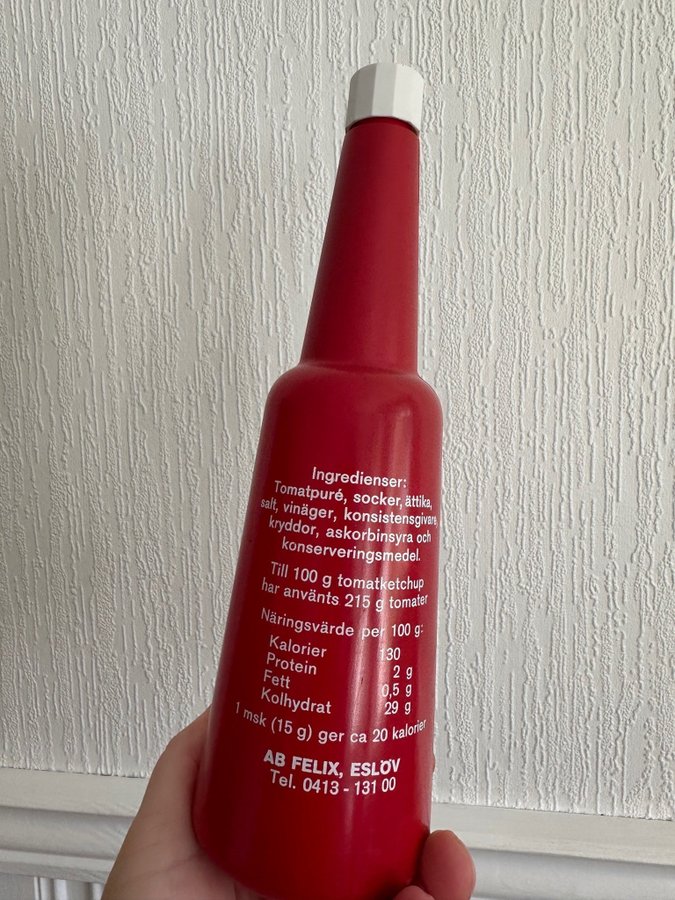 Ingredienser:
Tomatpuré, socker, ättika,
salt, vinäger, konsistensgivare,
kryddor, askorbinsyra och
konserveringsmedel.
Till 100 g tomatketchup
har använts 215 g tomater
Näringsvärde per 100 g:
Kalorier 130
Protein 2 g
Fett 0,5 g
Kolhydrat 29 g
1 msk (15 g) ger ca 20 kalorier
AB FELIX, ESLÖV
Tel. 0413 - 131 00